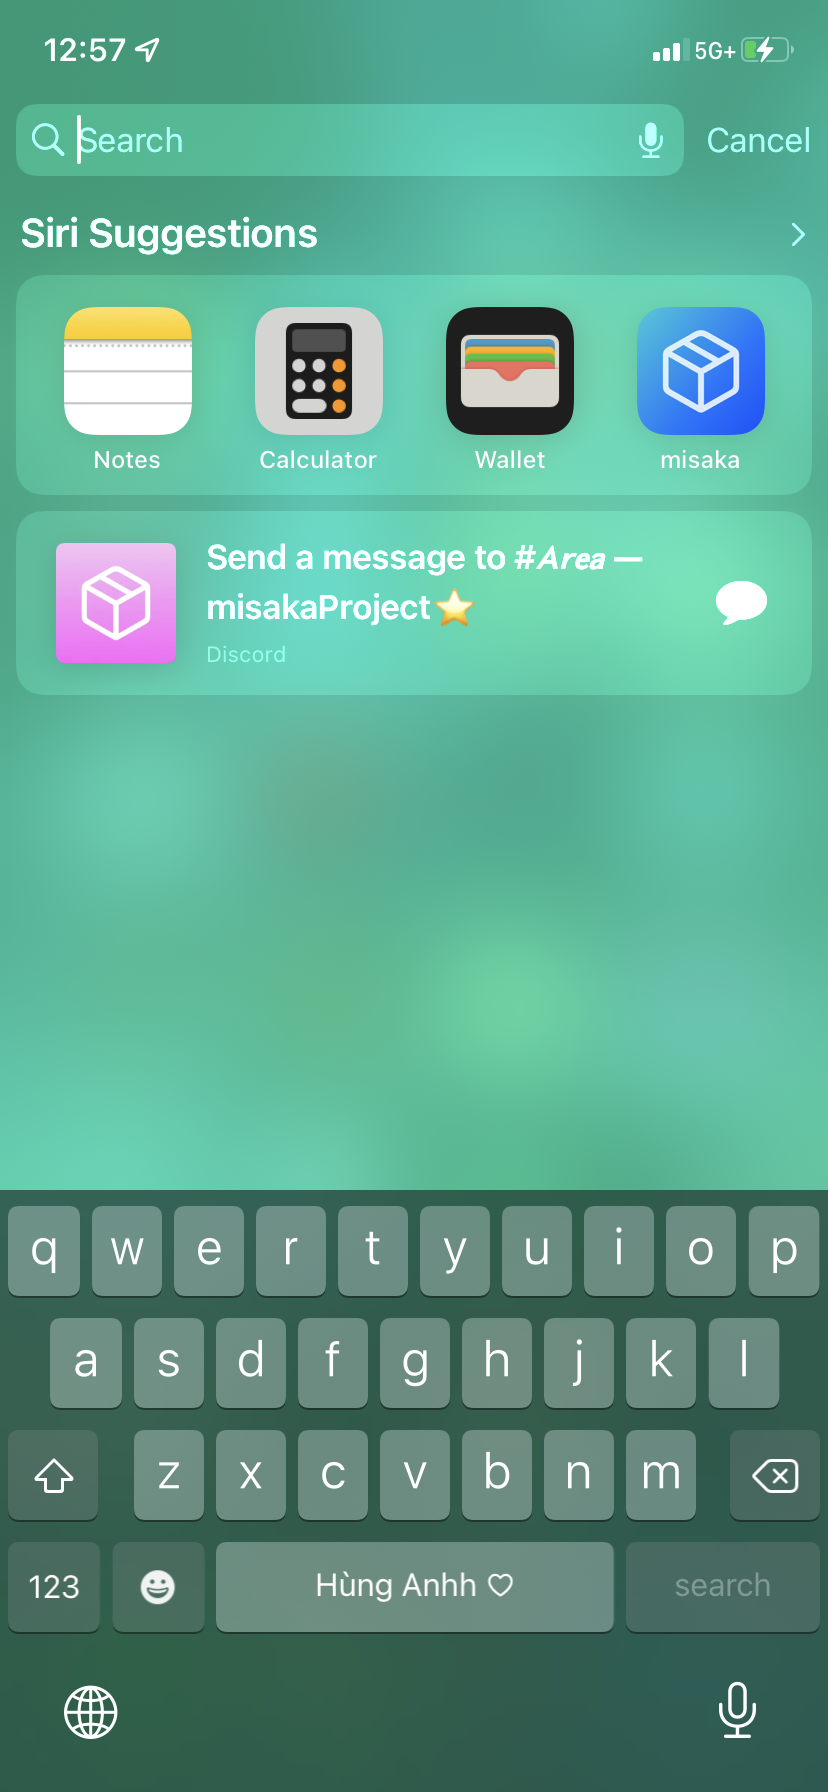 12:57
5G+
Search
Cancel
Siri Suggestions
Notes
Calculator
Wallet
misaka
Send a message to #𝘼𝙧𝙚𝙖 —
misakaProject⭐
Discord
q w e r t y u i o p
a s d f g h j k l
z x c v b n m
123
Hùng Anhh ♡
search